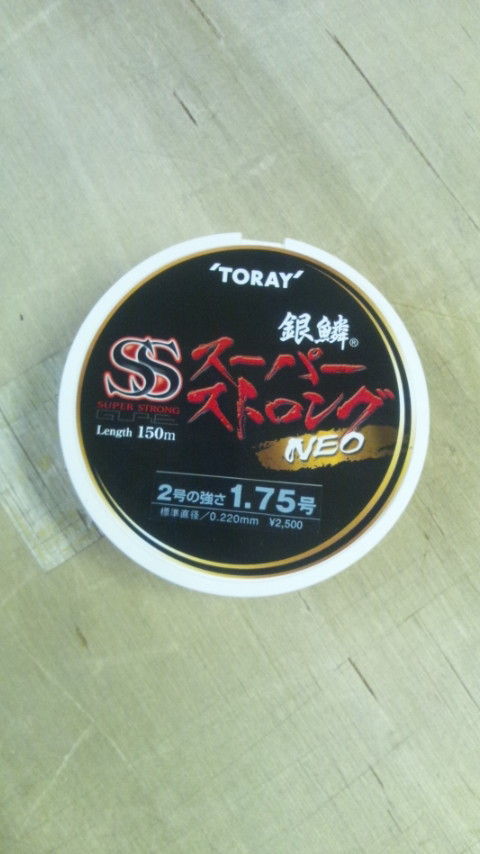 'TORAY'
銀鱗®
SS
スーパー
ストロング
NEO
SUPER STRONG
Length 150m
2号の強さ 1.75号
標準直径/0.220mm ¥2,500